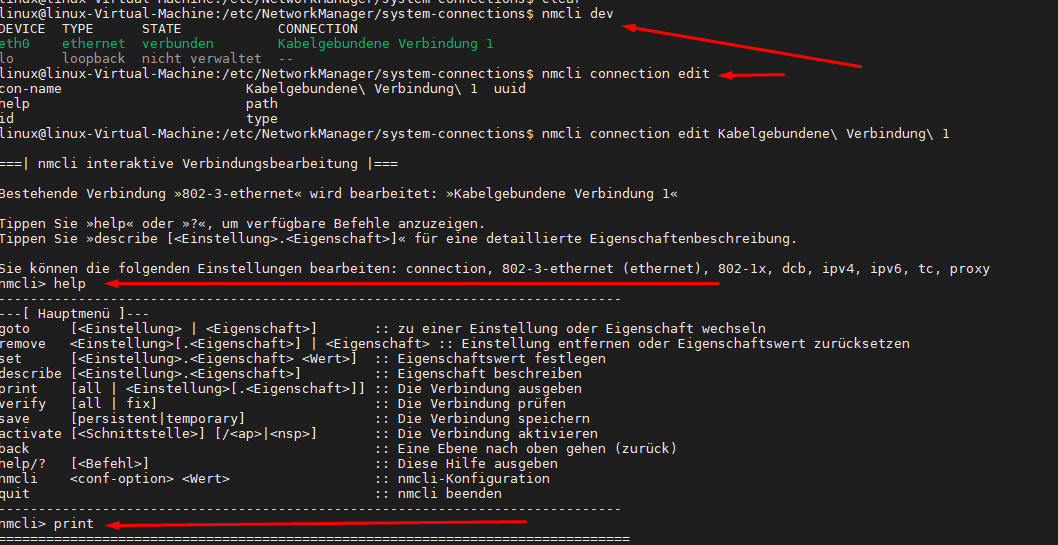 linux@linux-Virtual-Machine:/etc/NetworkManager/system-connections$ clear
linux@linux-Virtual-Machine:/etc/NetworkManager/system-connections$ nmcli dev
DEVICE  TYPE      STATE            CONNECTION
eth0    ethernet  verbunden        Kabelgebundene Verbindung 1
lo      loopback  nicht verwaltet  --
linux@linux-Virtual-Machine:/etc/NetworkManager/system-connections$ nmcli connection edit
con-name                       Kabelgebundene\ Verbindung\ 1  uuid
help                           path
id                             type
linux@linux-Virtual-Machine:/etc/NetworkManager/system-connections$ nmcli connection edit Kabelgebundene\ Verbindung\ 1
===| nmcli interaktive Verbindungsbearbeitung |===
Bestehende Verbindung »802-3-ethernet« wird bearbeitet: »Kabelgebundene Verbindung 1«
Tippen Sie »help« oder »?«, um verfügbare Befehle anzuzeigen.
Tippen Sie »describe [<Einstellung>.<Eigenschaft>]« für eine detaillierte Eigenschaftenbeschreibung.
Sie können die folgenden Einstellungen bearbeiten: connection, 802-3-ethernet (ethernet), 802-1x, dcb, ipv4, ipv6, tc, proxy
nmcli> help
------------------------------------------------------------------------------
---[ Hauptmenü ]---
goto     [<Einstellung> | <Eigenschaft>]       :: zu einer Einstellung oder Eigenschaft wechseln
remove   <Einstellung>[.<Eigenschaft>] | <Eigenschaft> :: Einstellung entfernen oder Eigenschaftswert zurücksetzen
set      [<Einstellung>.<Eigenschaft> <Wert>]  :: Eigenschaftswert festlegen
describe [<Einstellung>.<Eigenschaft>]         :: Eigenschaft beschreiben
print    [all | <Einstellung>[.<Eigenschaft>]] :: Die Verbindung ausgeben
verify   [all | fix]                           :: Die Verbindung prüfen
save     [persistent|temporary]                :: Die Verbindung speichern
activate [<Schnittstelle>] [/<ap>|<nsp>]       :: Die Verbindung aktivieren
back                                           :: Eine Ebene nach oben gehen (zurück)
help/?   [<Befehl>]                            :: Diese Hilfe ausgeben
nmcli    <conf-option> <Wert>                  :: nmcli-Konfiguration
quit                                           :: nmcli beenden
------------------------------------------------------------------------------
nmcli> print
===============================================================================